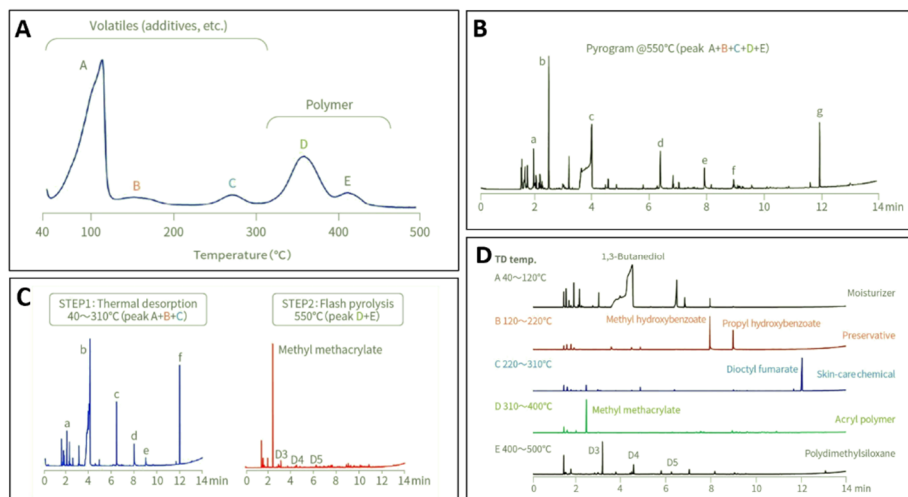 A
Volatiles (additives, etc.)
A
Polymer
D
B
C
E
40 100 200 300 400 500
Temperature (℃)
B
Pyrogram @550℃ (peak A+B+C+D+E)
b
g
c
a
d
e
f
0 2 4 6 8 10 12 14 min
C
STEP1: Thermal desorption
40~310℃ (peak A+B+C)
b
f
c
a
d
e
0 2 4 6 8 10 12 14 min
STEP2: Flash pyrolysis
550℃ (peak D+E)
Methyl methacrylate
D3
D4
D5
0 2 4 6 8 10 12 14 min
D
TD temp.
1,3-Butanediol
A 40~120℃
Moisturizer
B 120~220℃
Methyl hydroxybenzoate
Propyl hydroxybenzoate
Preservative
C 220~310℃
Dioctyl fumarate
Skin-care chemical
D 310~400℃
Methyl methacrylate
Acryl polymer
E 400~500℃
D3
D4
D5
Polydimethylsiloxane
0 2 4 6 8 10 12 14 min